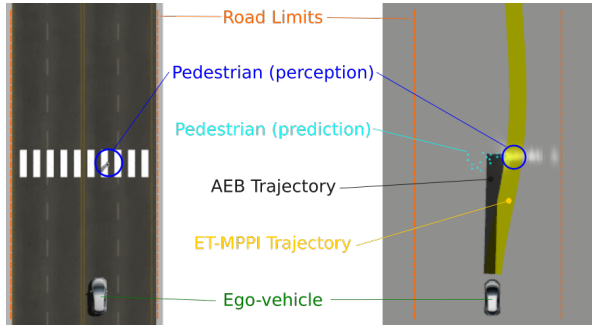 Road Limits
Pedestrian (perception)
Pedestrian (prediction)
AEB Trajectory
ET-MPPI Trajectory
Ego-vehicle